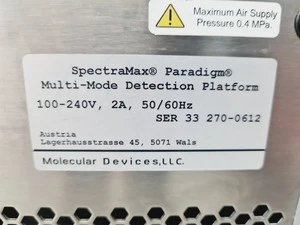 Maximum Air Supply
Pressure 0.4 MPa.
SpectraMax® Paradigm®
Multi-Mode Detection Platform
100-240V, 2A, 50/60Hz
SER 33 270-0612
Austria
Lagerhausstrasse 45, 5071 Wals
Molecular Devices,LLC.